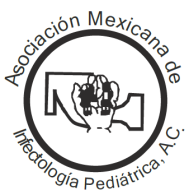 Asociación Mexicana de
Infectología Pediátrica, A.C.